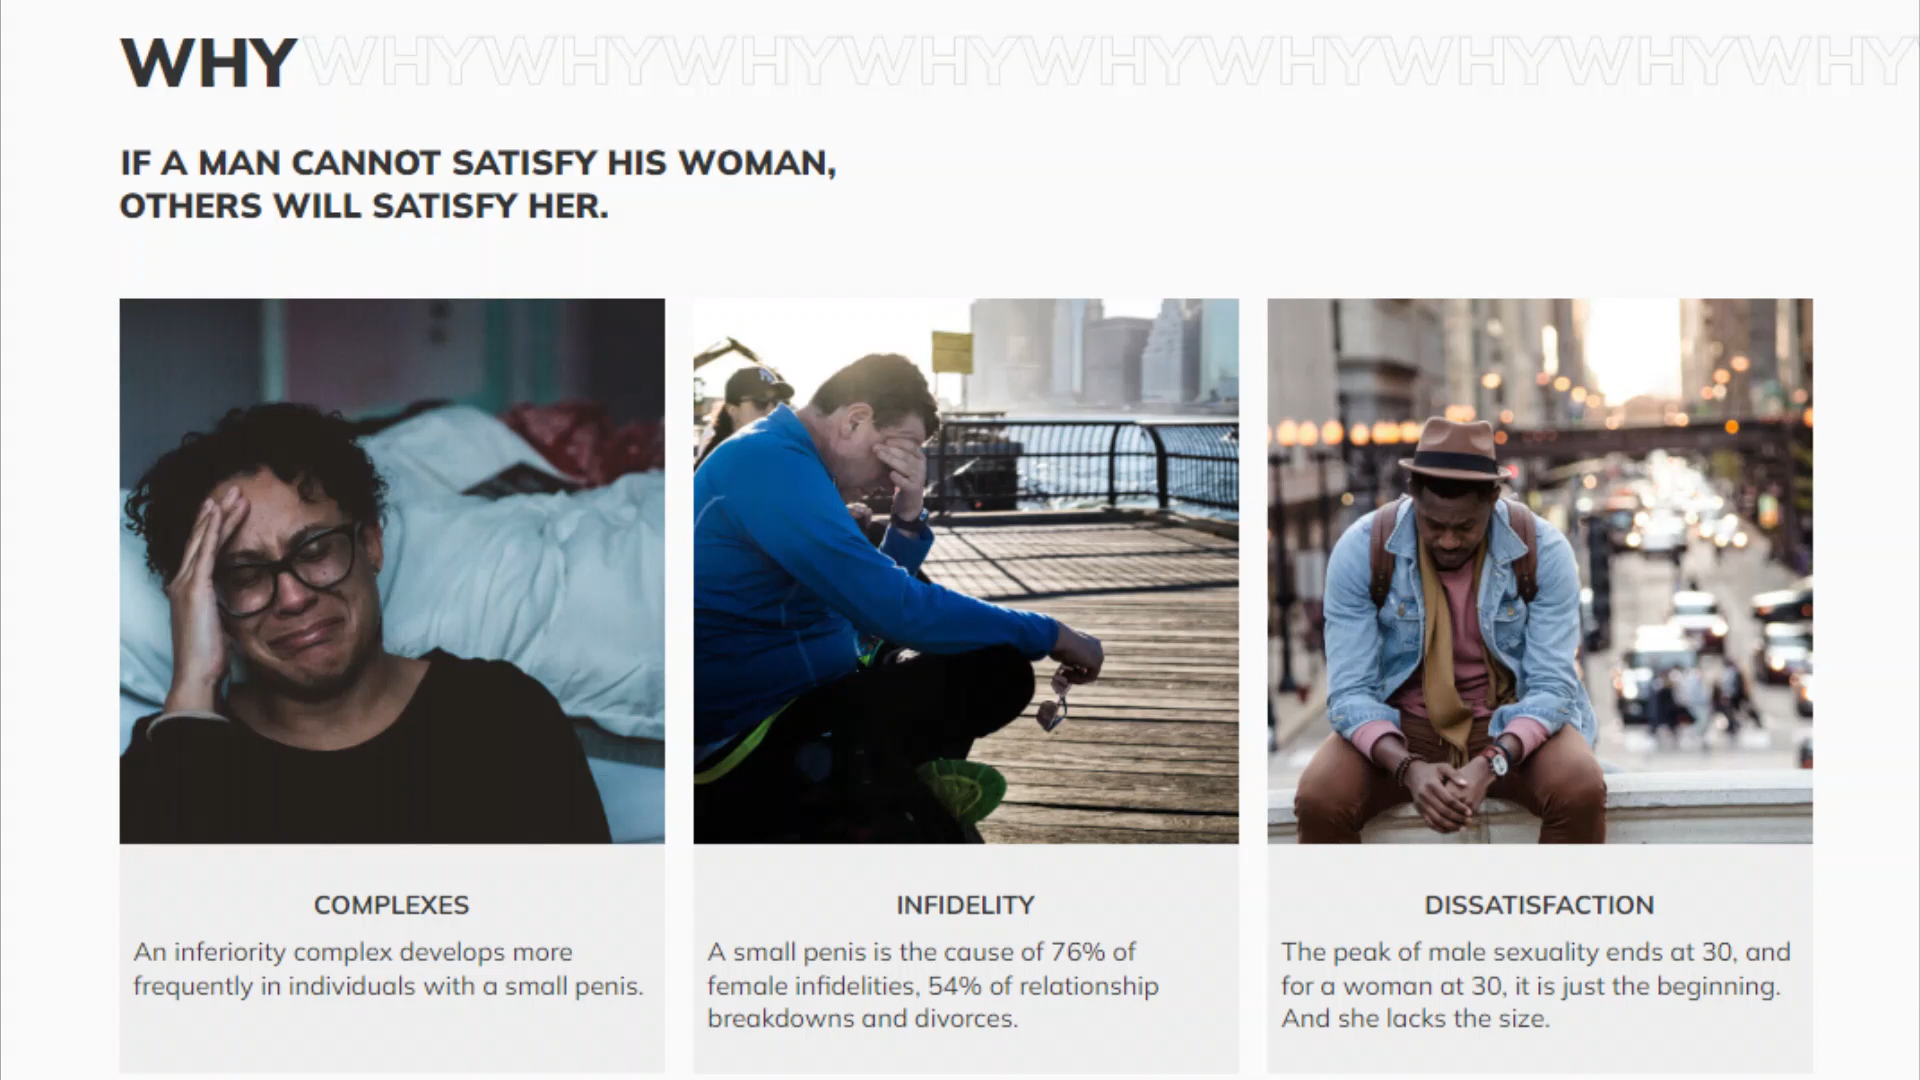 WHY WHYWHYWHYWHYWHYWHYWHYWHYWHY
IF A MAN CANNOT SATISFY HIS WOMAN,
OTHERS WILL SATISFY HER.
COMPLEXES
An inferiority complex develops more
frequently in individuals with a small penis.
INFIDELITY
A small penis is the cause of 76% of
female infidelities, 54% of relationship
breakdowns and divorces.
DISSATISFACTION
The peak of male sexuality ends at 30, and
for a woman at 30, it is just the beginning.
And she lacks the size.